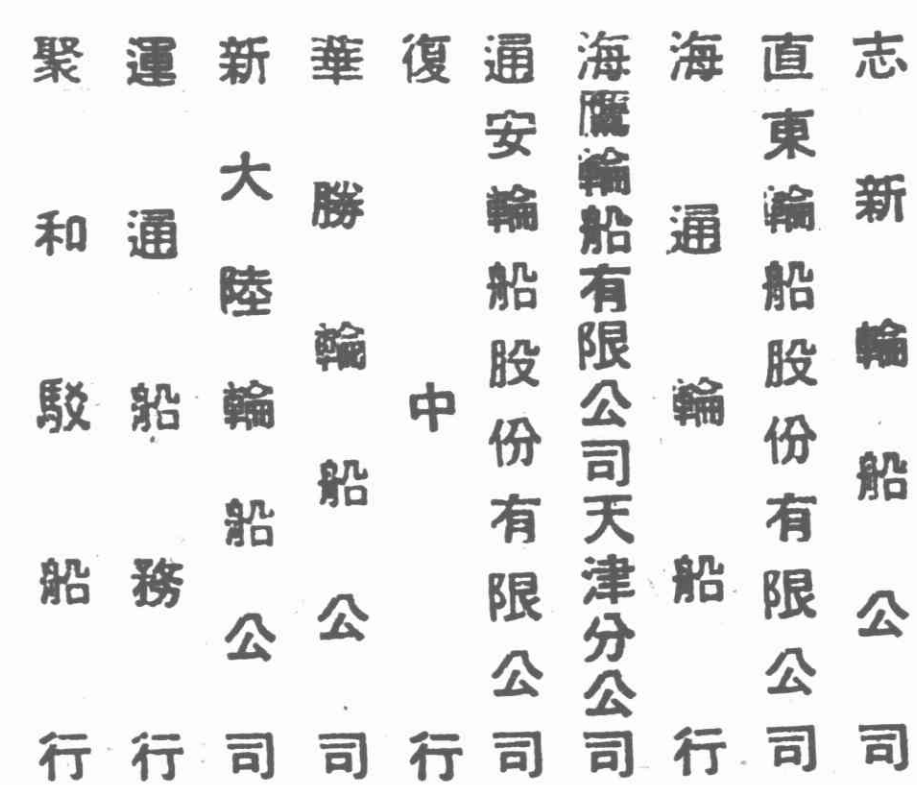 志新輪船公司
直東輪船股份有限公司
海通輪船行
海鷹輪船有限公司天津分公司
通安輪船股份有限公司
復中行
華勝輪船公司
新大陸輪船公司
運通船務行
聚和駁船行